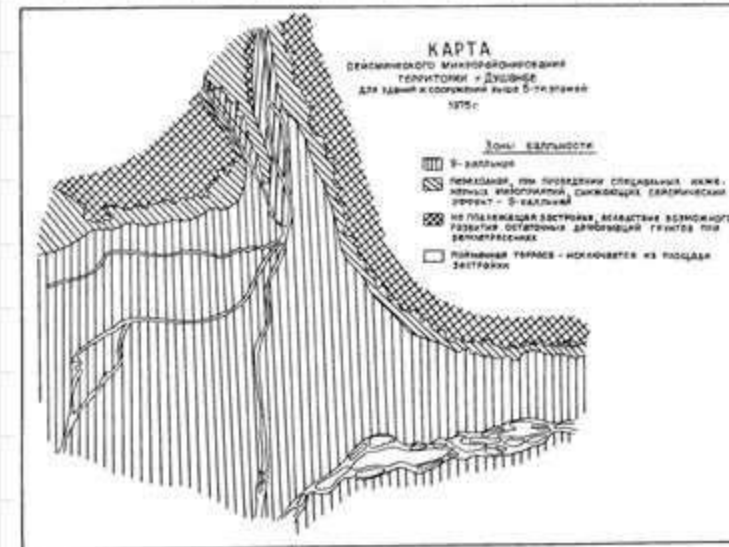 КАРТА
СЕЙСМИЧЕСКОГО МИКРОРАЙОНИРОВАНИЯ
ТЕРРИТОРИИ г ДУШАНБЕ
ДЛЯ ЗДАНИЙ И СООРУЖЕНИЙ ВЫШЕ 5-ТИ ЭТАЖЕЙ
1975г
Зоны балльности
9-балльная
ПЕРЕХОДНАЯ, ПРИ ПРОВЕДЕНИИ СПЕЦИАЛЬНЫХ ИНЖЕ-
НЕРНЫХ МЕРОПРИЯТИЙ, СНИЖАЮЩИХ СЕЙСМИЧЕСКИЙ
ЭФФЕКТ - 9-БАЛЛЬНАЯ
НЕ ПОДЛЕЖАЩАЯ ЗАСТРОЙКЕ, ВСЛЕДСТВИЕ ВОЗМОЖНОГО
РАЗВИТИЯ ОСТАТОЧНЫХ ДЕФОРМАЦИЙ ГРУНТОВ ПРИ
ЗЕМЛЕТРЯСЕНИЯХ
ПОЙМЕННАЯ ТЕРРАСА - ИСКЛЮЧАЕТСЯ ИЗ ПЛОЩАДИ
ЗАСТРОЙКИ